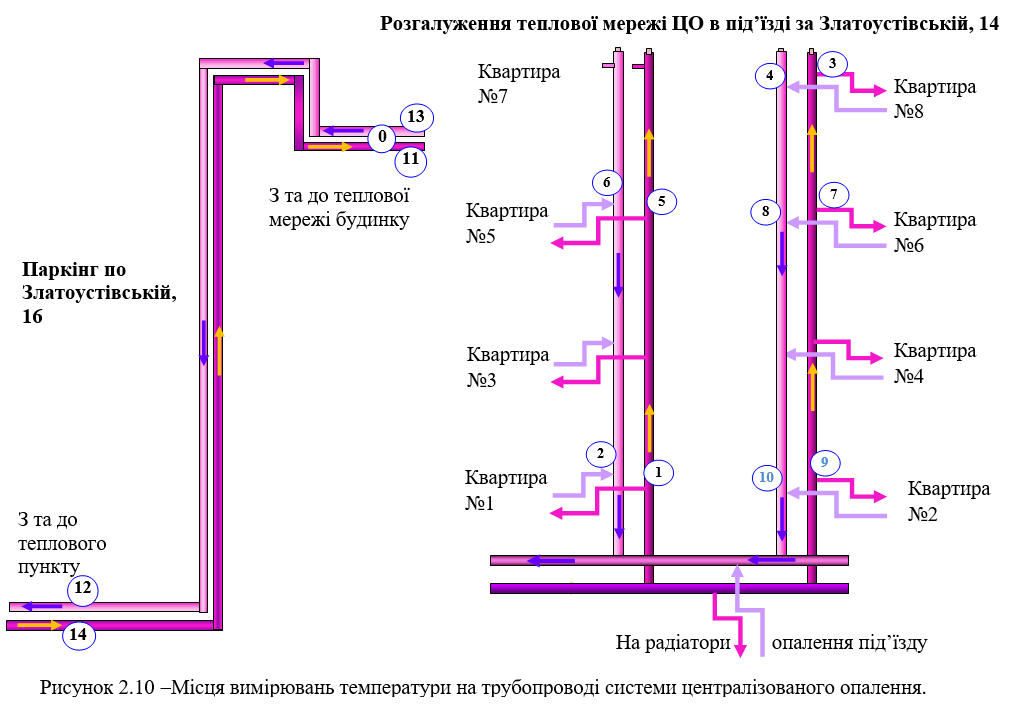 Розгалуження теплової мережі ЦО в під’їзді за Златоустівській, 14
13
0
11
З та до теплової
мережі будинку
Паркінг по
Златоустівській,
16
З та до
теплового
пункту
12
14
Квартира
№7
4
3
Квартира
№8
6
5
Квартира
№5
8
7
Квартира
№6
Квартира
№3
Квартира
№4
2
1
Квартира
№1
10
9
Квартира
№2
На радіатори
опалення під’їзду
Рисунок 2.10 –Місця вимірювань температури на трубопроводі системи централізованого опалення.